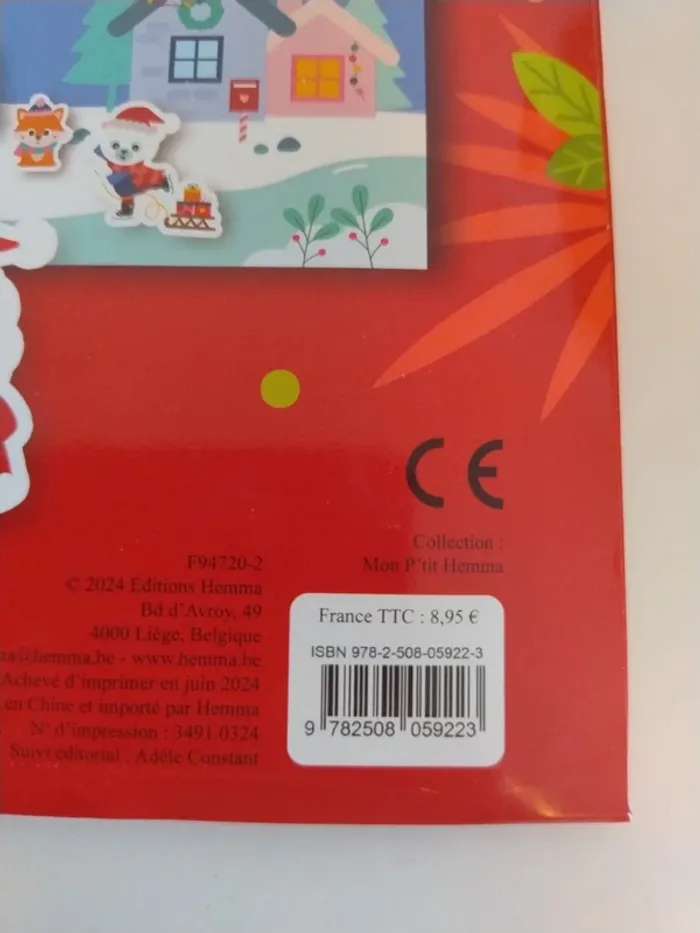 CE
Collection :
Mon P'tit Hemma
F94720-2
© 2024 Éditions Hemma
Bd d'Avroy, 49
4000 Liège, Belgique
@hemma.be - www.hemma.be
Achevé d'imprimer en juin 2024
en Chine et importé par Hemma
N° d'impression : 3491.0324
Suivi éditorial : Adèle Constant
France TTC : 8,95 €
ISBN 978-2-508-05922-3
9 782508 059223